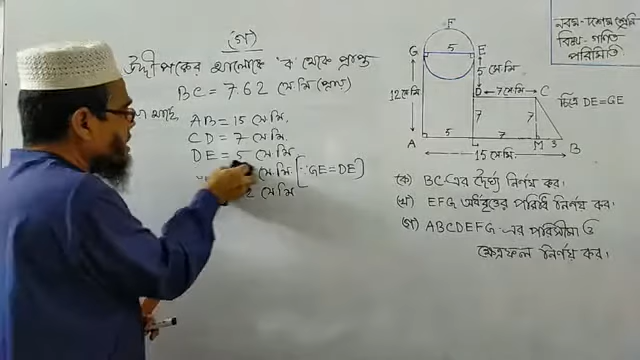 (গ)
উদ্দীপকের আলোকে 'ক' থেকে প্রাপ্ত
BC = 7.62 সে.মি (প্রায়)
AB = 15 সে.মি.
CD = 7 সে.মি.
DE = 5 সে.মি
সে.মি [∵ GE = DE]
সে.মি
F
G 5 E
5 সে.মি
12 সে.মি
D 7 সে.মি C
7 7
A 5 7 M 3 B
15 সে.মি.
নবম-দশম শ্রেণি
বিষয়-গণিত
পরিমিতি
চিত্রে DE=GE
(ক) BC এর দৈর্ঘ্য নির্ণয় কর।
(খ) EFG অর্ধবৃত্তের পরিধি নির্ণয় কর।
(গ) ABCDEFG এর পরিসীমা ও
ক্ষেত্রফল নির্ণয় কর।